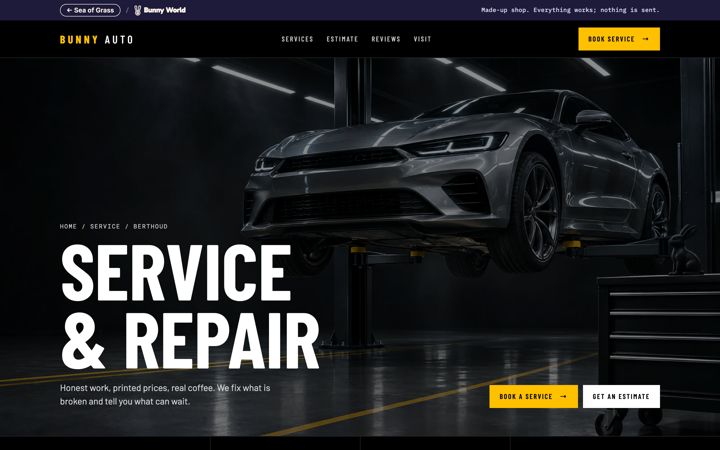 ← Sea of Grass / Bunny World
Made-up shop. Everything works; nothing is sent.
BUNNY AUTO
SERVICES ESTIMATE REVIEWS VISIT
BOOK SERVICE →
HOME / SERVICE / BERTHOUD
SERVICE
& REPAIR
Honest work, printed prices, real coffee. We fix what is
broken and tell you what can wait.
BOOK A SERVICE →
GET AN ESTIMATE